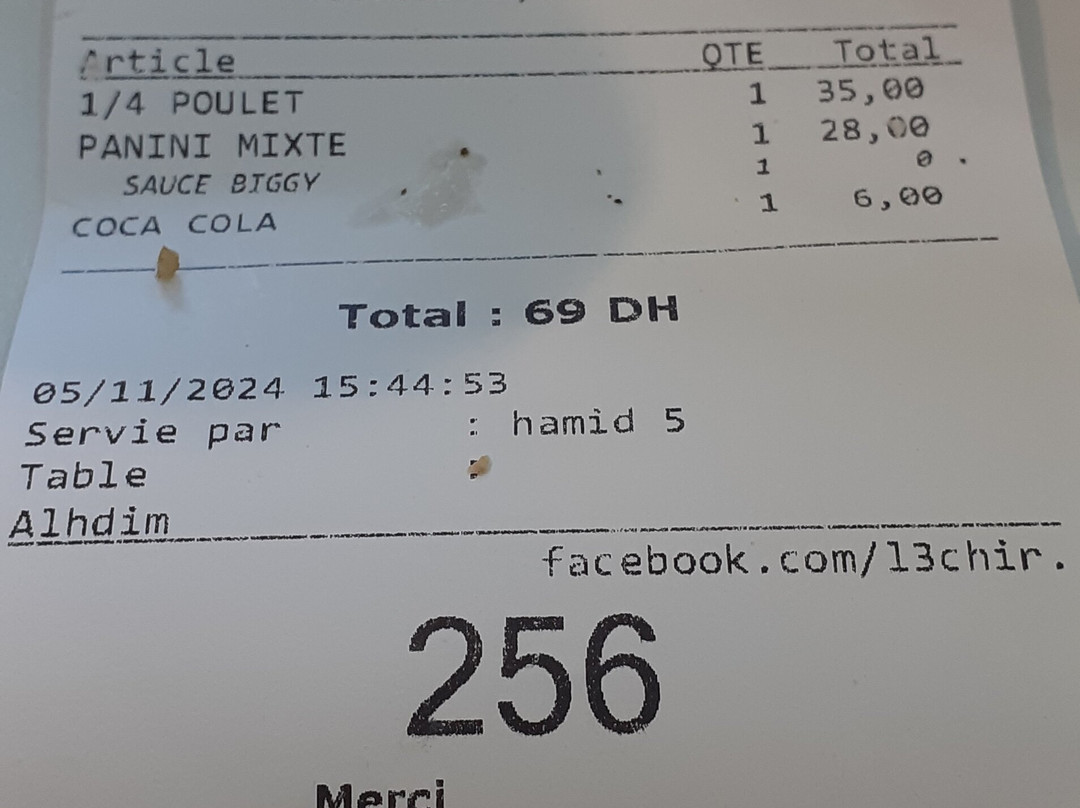 Article QTE Total
1/4 POULET 1 35,00
PANINI MIXTE 1 28,00
SAUCE BIGGY 1 0
COCA COLA 1 6,00
Total : 69 DH
05/11/2024 15:44:53
Servie par : hamid 5
Table :
Alhdim
facebook.com/l3chir.
256
Merci